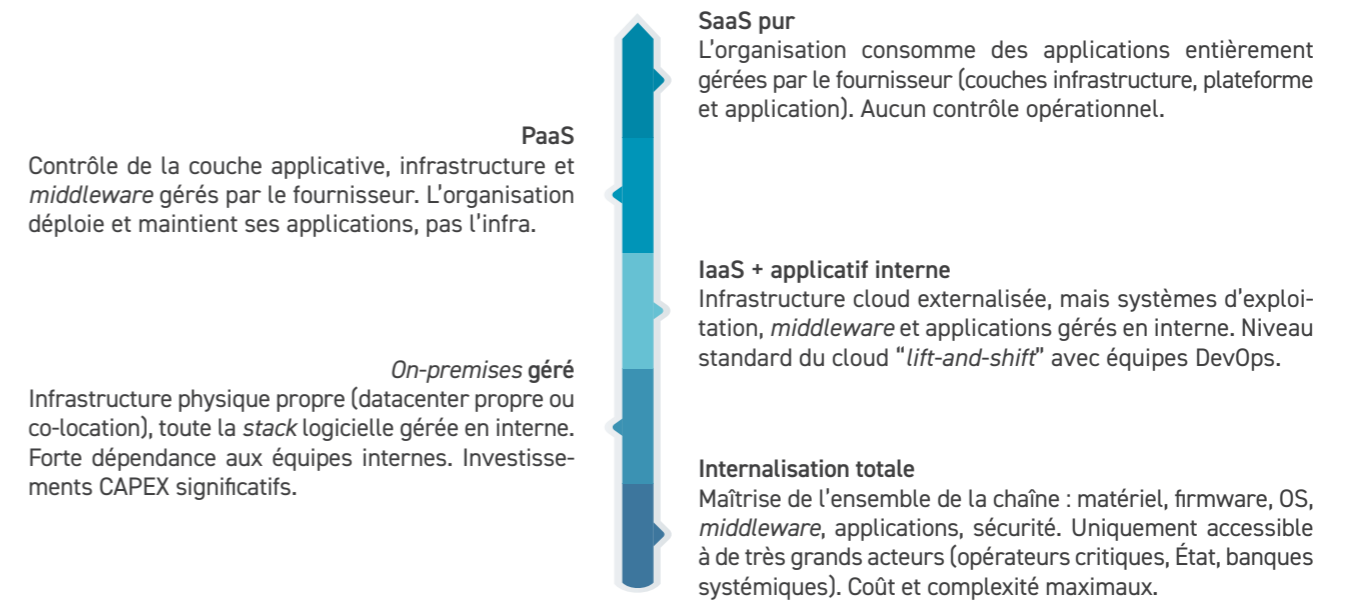 SaaS pur
L’organisation consomme des applications entièrement
gérées par le fournisseur (couches infrastructure, plateforme
et application). Aucun contrôle opérationnel.
PaaS
Contrôle de la couche applicative, infrastructure et
middleware gérés par le fournisseur. L’organisation
déploie et maintient ses applications, pas l’infra.
IaaS + applicatif interne
Infrastructure cloud externalisée, mais systèmes d’exploi-
tation, middleware et applications gérés en interne. Niveau
standard du cloud “lift-and-shift” avec équipes DevOps.
On-premises géré
Infrastructure physique propre (datacenter propre ou
co-location), toute la stack logicielle gérée en interne.
Forte dépendance aux équipes internes. Investisse-
ments CAPEX significatifs.
Internalisation totale
Maîtrise de l’ensemble de la chaîne : matériel, firmware, OS,
middleware, applications, sécurité. Uniquement accessible
à de très grands acteurs (opérateurs critiques, État, banques
systémiques). Coût et complexité maximaux.